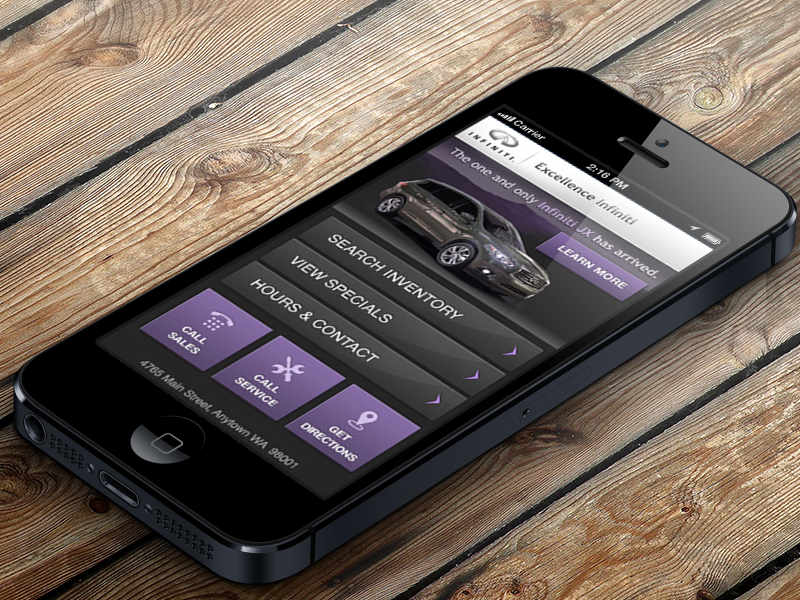 Carrier
2:16 PM
INFINITI
Excellence Infiniti
The one and only Infiniti JX has arrived.
LEARN MORE
SEARCH INVENTORY
VIEW SPECIALS
HOURS & CONTACT
CALL
SALES
CALL
SERVICE
GET
DIRECTIONS
4765 Main Street, Anytown WA 98001